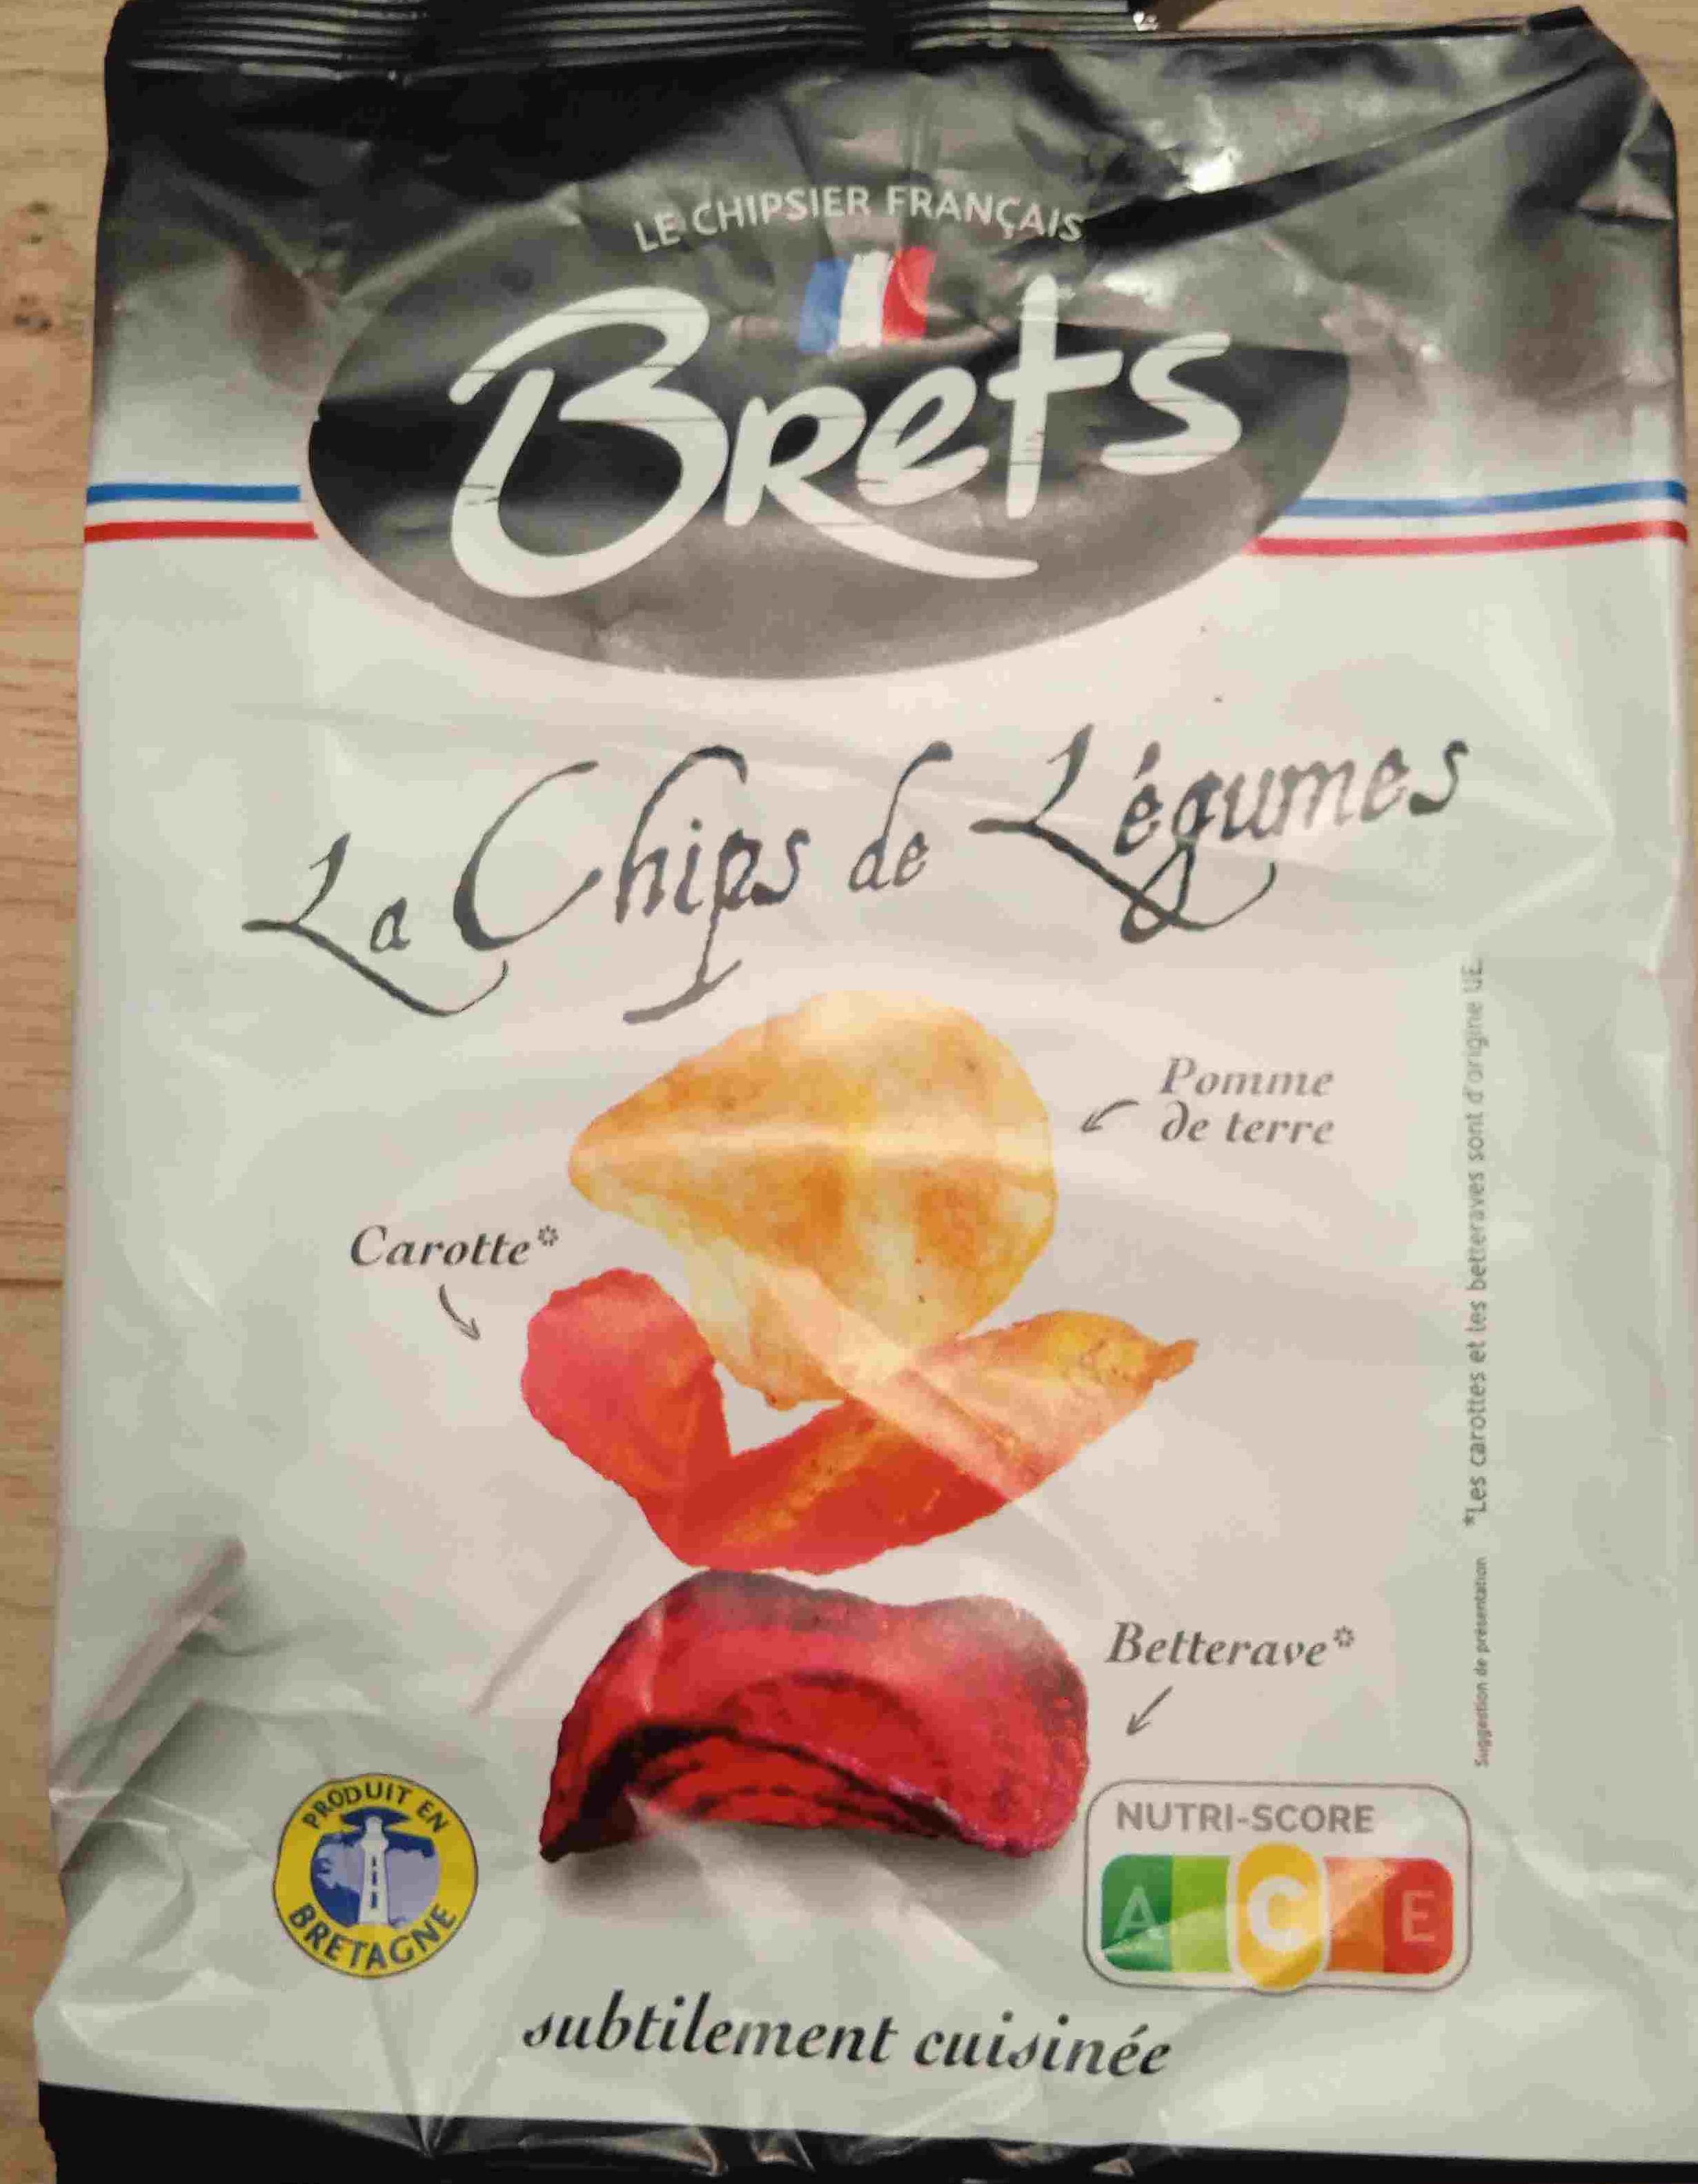 LE CHIPSIER FRANÇAIS
Brets
La Chips de Légumes
Pomme
de terre
Carotte*
Betterave*
*Les carottes et les betteraves sont d'origine UE.
Suggestion de présentation
PRODUIT EN
BRETAGNE
NUTRI-SCORE
A C E
subtilement cuisinée